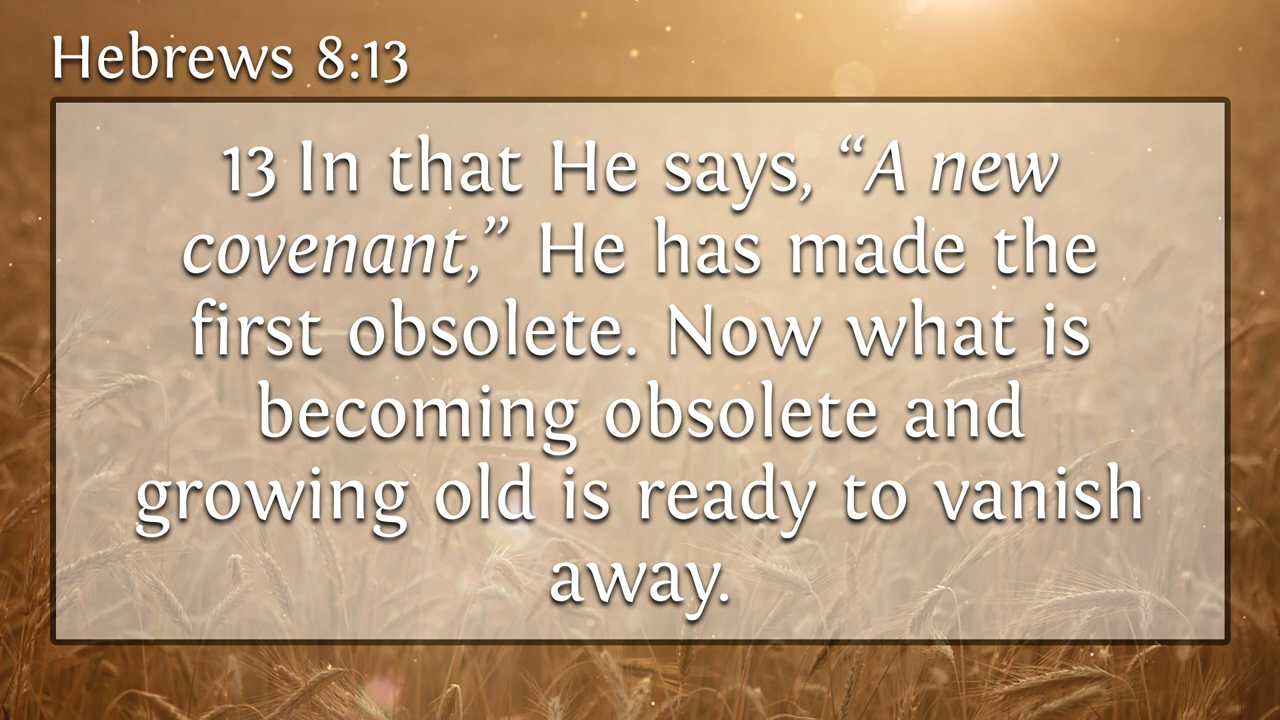 Hebrews 8:13
13 In that He says, “A new
covenant,” He has made the
first obsolete. Now what is
becoming obsolete and
growing old is ready to vanish
away.